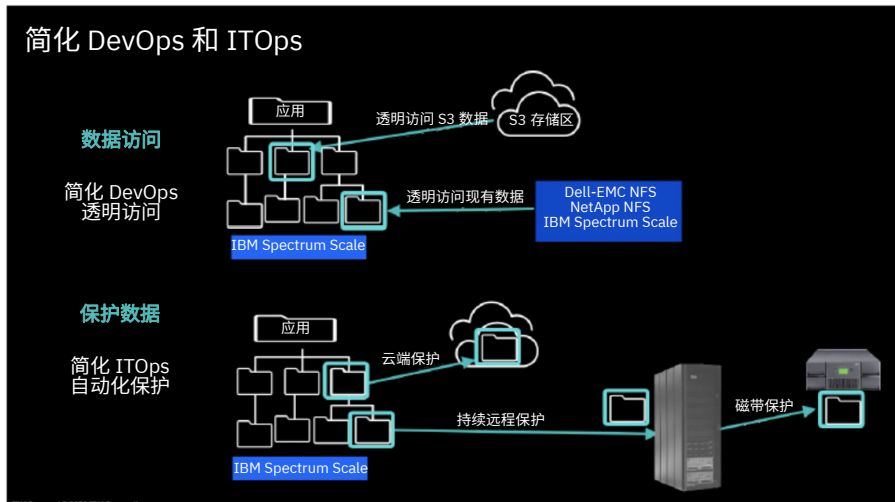 简化 DevOps 和 ITOps
应用
透明访问 S3 数据
S3 存储区
数据访问
简化 DevOps
透明访问
透明访问现有数据
Dell-EMC NFS
NetApp NFS
IBM Spectrum Scale
IBM Spectrum Scale
保护数据
应用
云端保护
简化 ITOps
自动化保护
持续远程保护
磁带保护
IBM Spectrum Scale